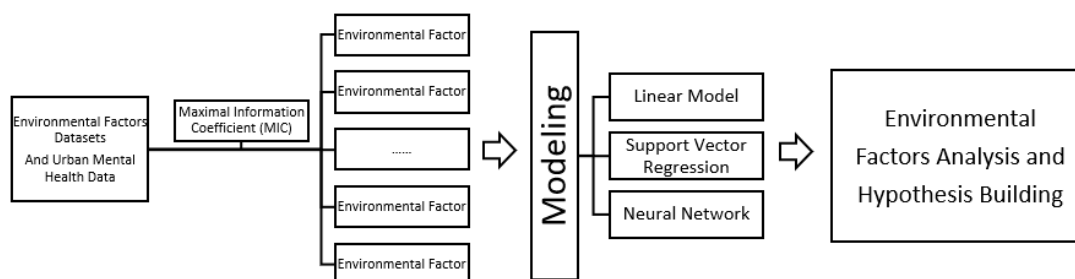 Environmental Factors
Datasets
And Urban Mental
Health Data
Maximal Information
Coefficient (MIC)
Environmental Factor
Environmental Factor
......
Environmental Factor
Environmental Factor
Modeling
Linear Model
Support Vector
Regression
Neural Network
Environmental
Factors Analysis and
Hypothesis Building